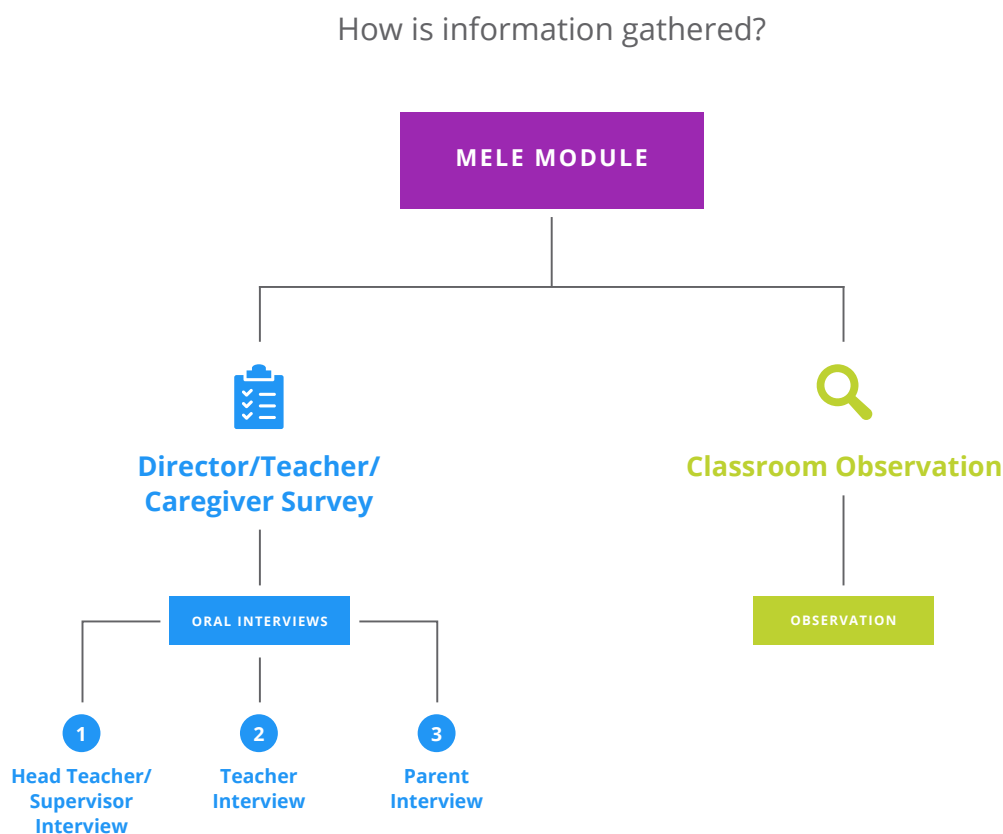 How is information gathered?
MELE MODULE
Director/Teacher/
Caregiver Survey
Classroom Observation
ORAL INTERVIEWS
OBSERVATION
1
2
3
Head Teacher/
Supervisor
Interview
Teacher
Interview
Parent
Interview